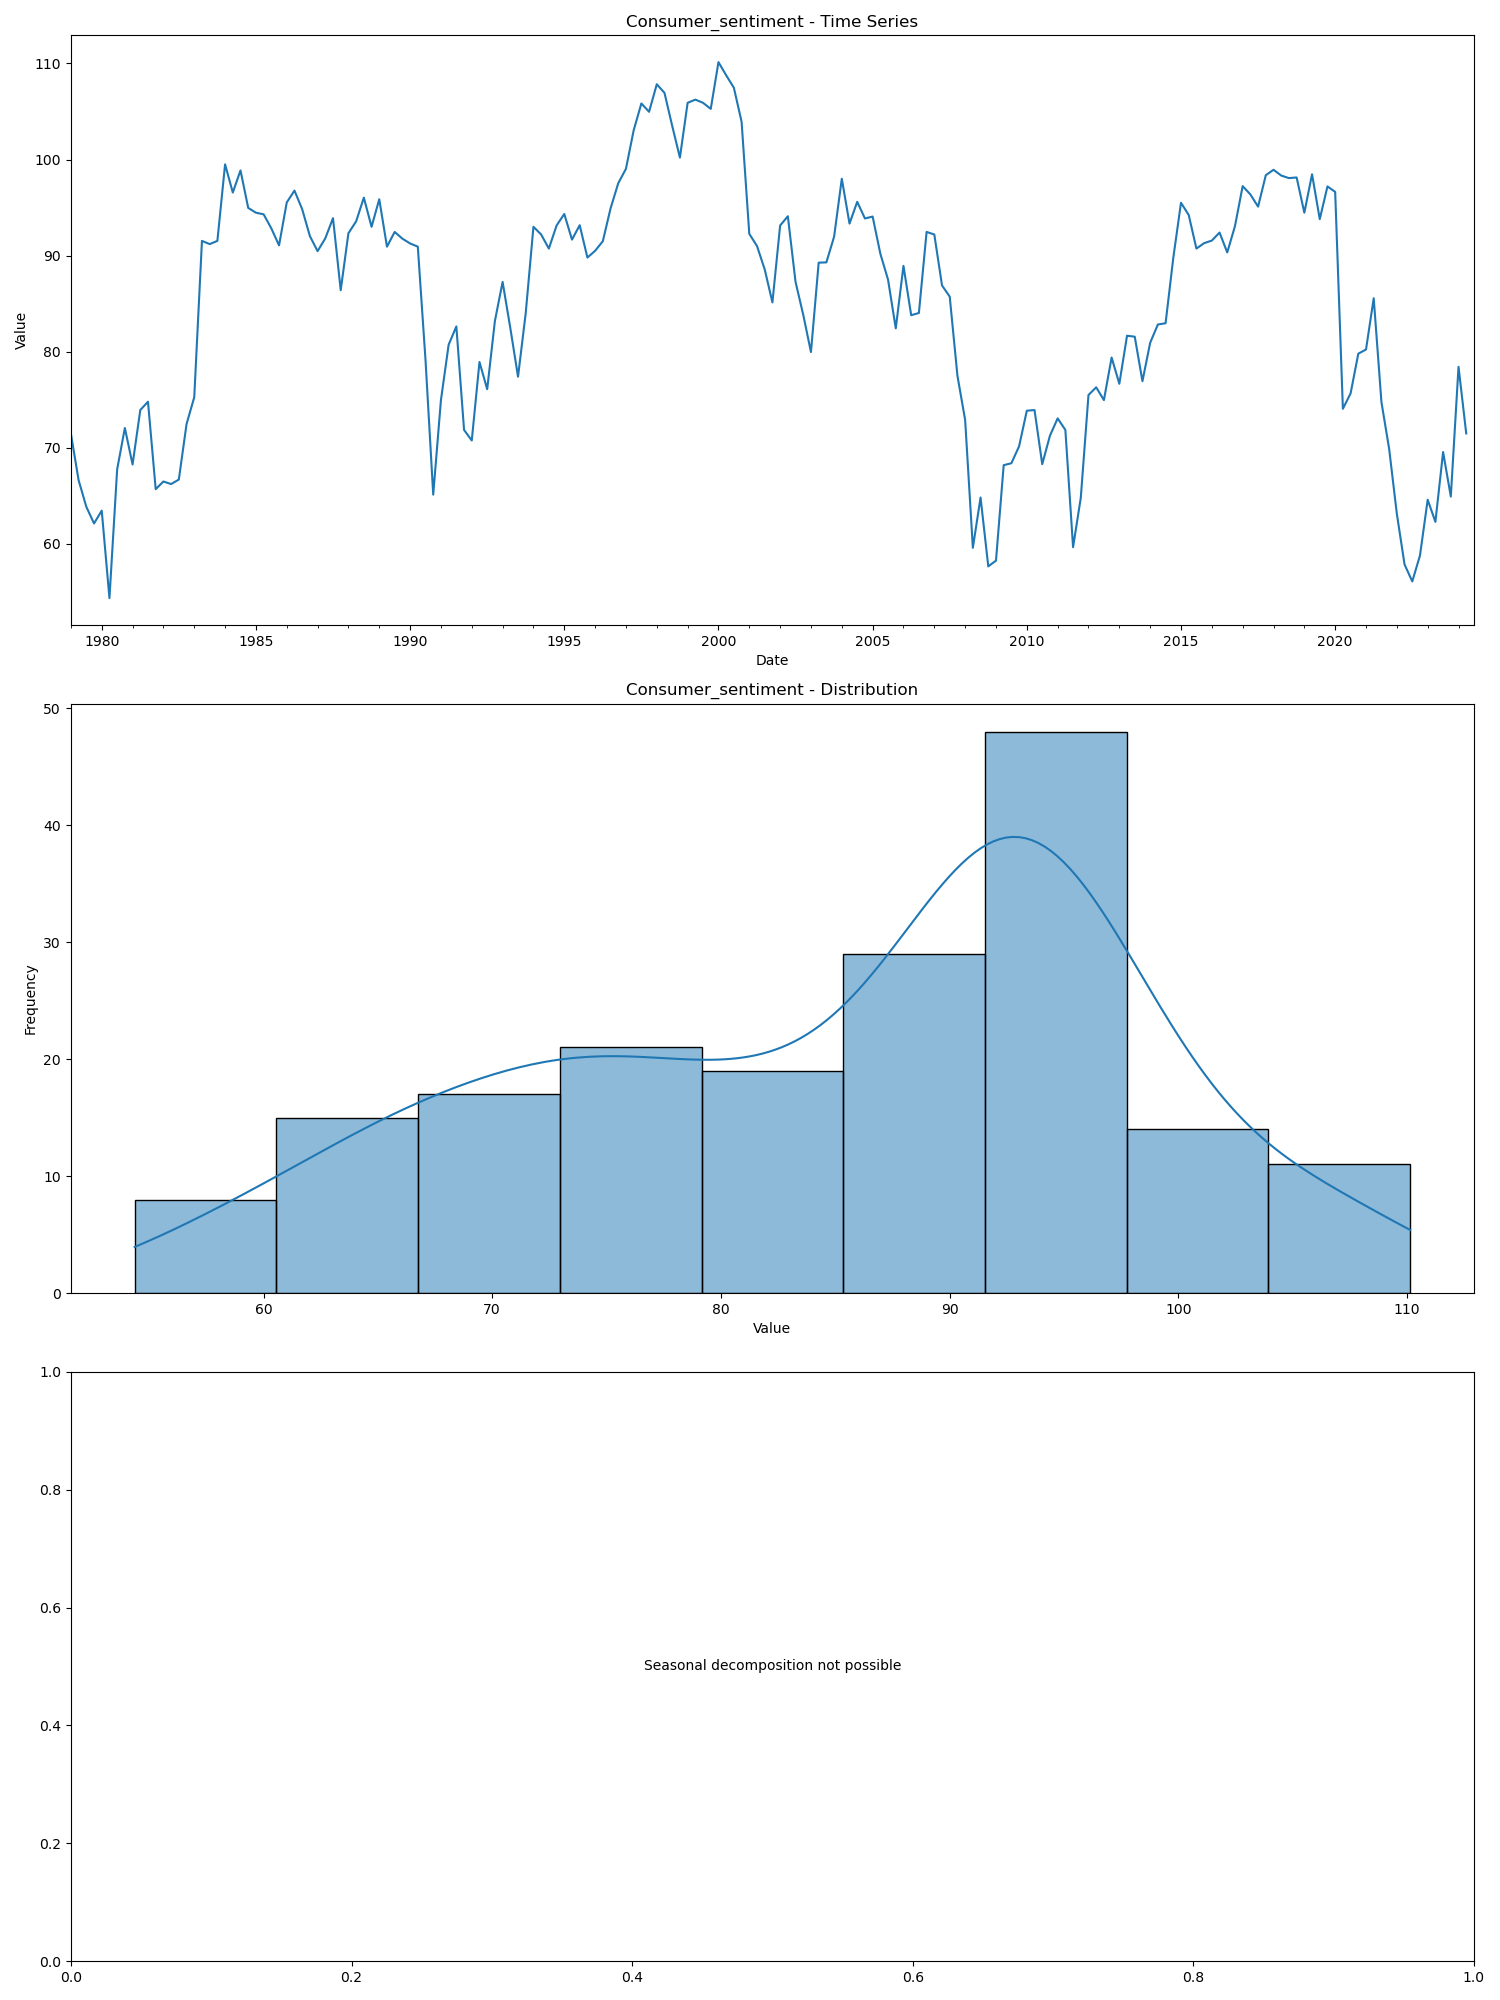 Consumer_sentiment - Time Series
110
100
90
80
70
60
Value
1980 1985 1990 1995 2000 2005 2010 2015 2020
Date
Consumer_sentiment - Distribution
50
40
30
20
10
0
Frequency
60 70 80 90 100 110
Value
1.0
0.8
0.6
Seasonal decomposition not possible
0.4
0.2
0.0
0.0 0.2 0.4 0.6 0.8 1.0